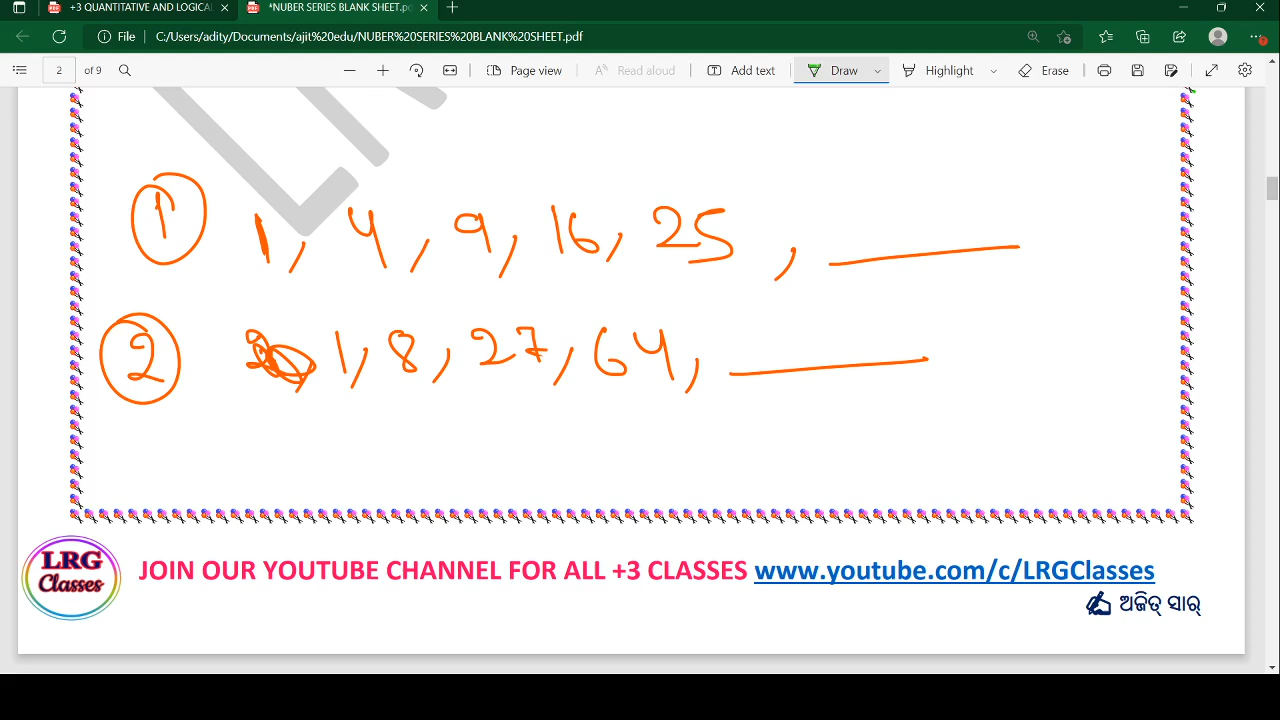 +3 QUANTITATIVE AND LOGICAL
*NUBER SERIES BLANK SHEET.pd
File C:/Users/adity/Documents/ajit%20edu/NUBER%20SERIES%20BLANK%20SHEET.pdf
2 of 9 Page view Read aloud Add text Draw Highlight Erase
1 1, 4, 9, 16, 25, ______
2 1, 8, 27, 64, ______
LRG
Classes
JOIN OUR YOUTUBE CHANNEL FOR ALL +3 CLASSES www.youtube.com/c/LRGClasses
ଅଜିତ୍ ସାର୍